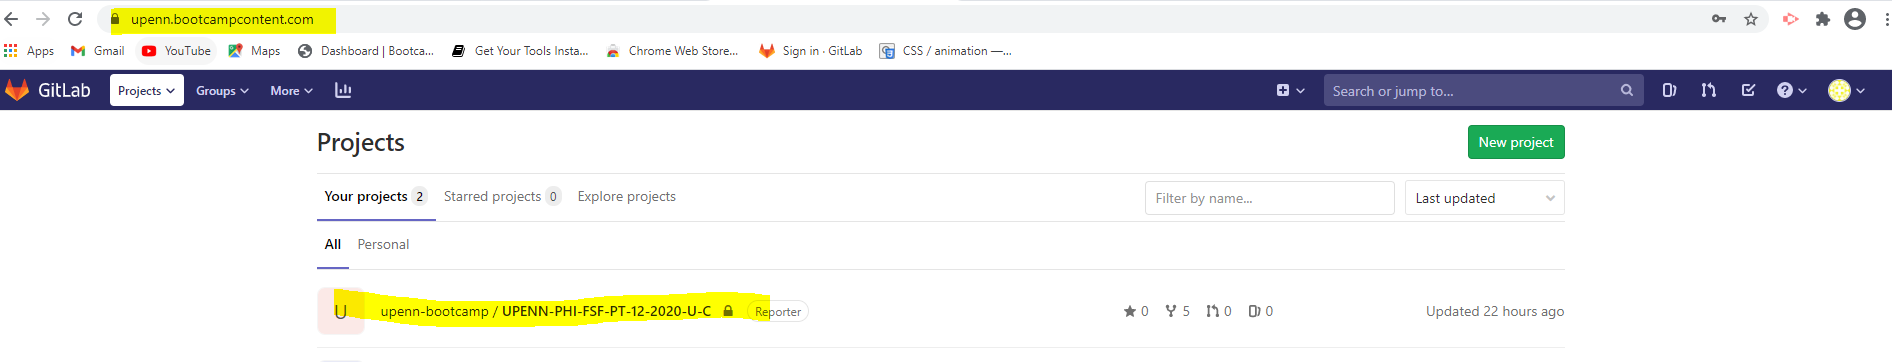 upenn.bootcampcontent.com
Apps Gmail YouTube Maps Dashboard | Bootca... Get Your Tools Insta... Chrome Web Store... Sign in · GitLab CSS / animation —...
GitLab Projects Groups More Search or jump to...
Projects New project
Your projects 2 Starred projects 0 Explore projects Filter by name... Last updated
All Personal
U upenn-bootcamp / UPENN-PHI-FSF-PT-12-2020-U-C Reporter 0 5 0 0 Updated 22 hours ago